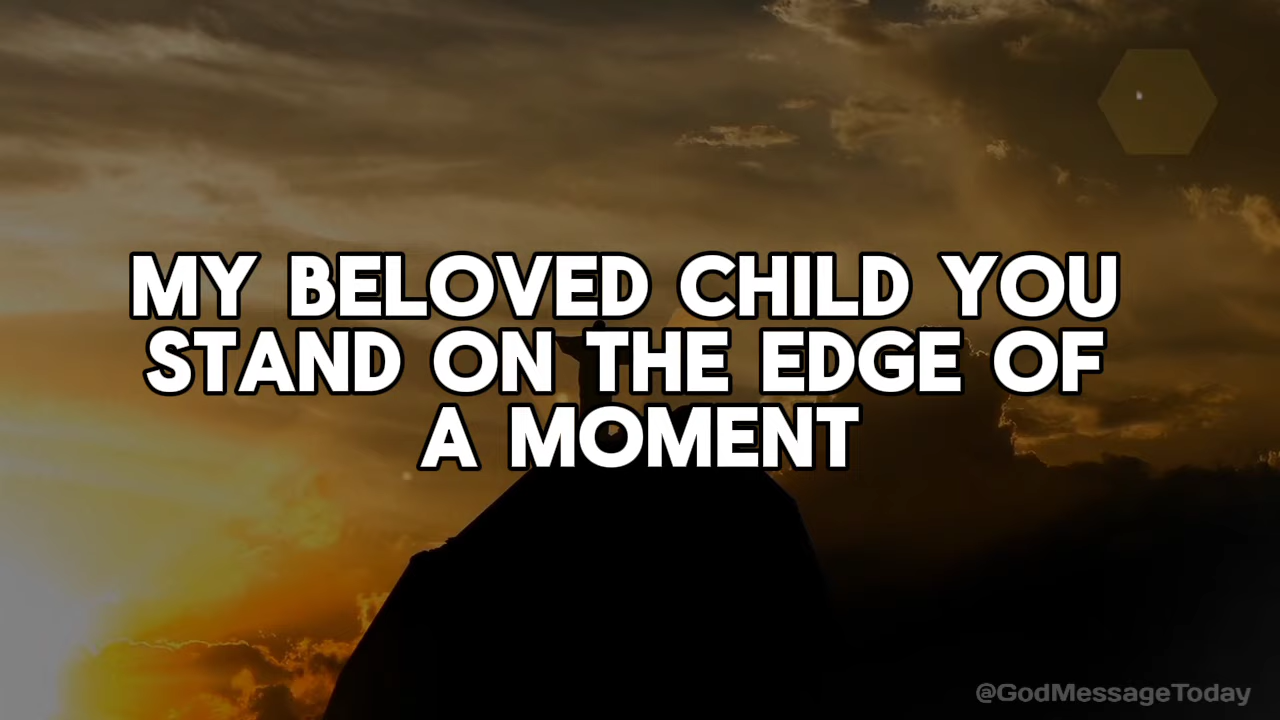 MY BELOVED CHILD YOU
STAND ON THE EDGE OF
A MOMENT
@GodMessageToday